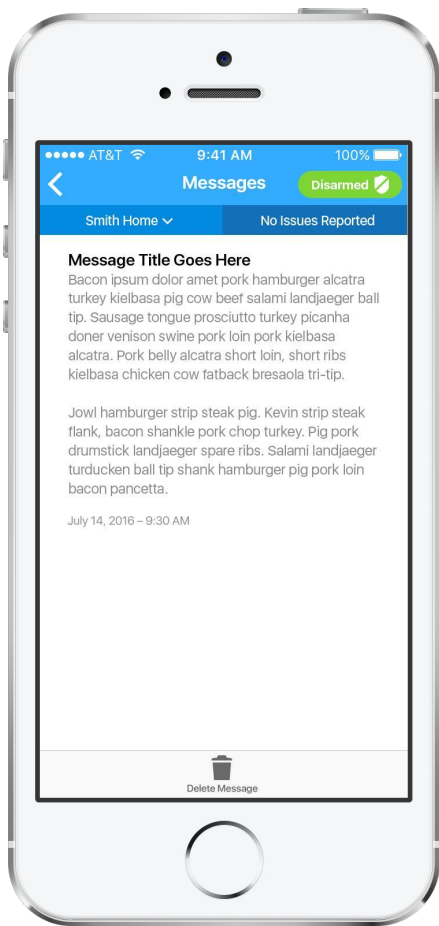 AT&T 9:41 AM 100%
Messages Disarmed
Smith Home No Issues Reported
Message Title Goes Here
Bacon ipsum dolor amet pork hamburger alcatra
turkey kielbasa pig cow beef salami landjaeger ball
tip. Sausage tongue prosciutto turkey picanha
doner venison swine pork loin pork kielbasa
alcatra. Pork belly alcatra short loin, short ribs
kielbasa chicken cow fatback bresaola tri-tip.
Jowl hamburger strip steak pig. Kevin strip steak
flank, bacon shankle pork chop turkey. Pig pork
drumstick landjaeger spare ribs. Salami landjaeger
turducken ball tip shank hamburger pig pork loin
bacon pancetta.
July 14, 2016 – 9:30 AM
Delete Message